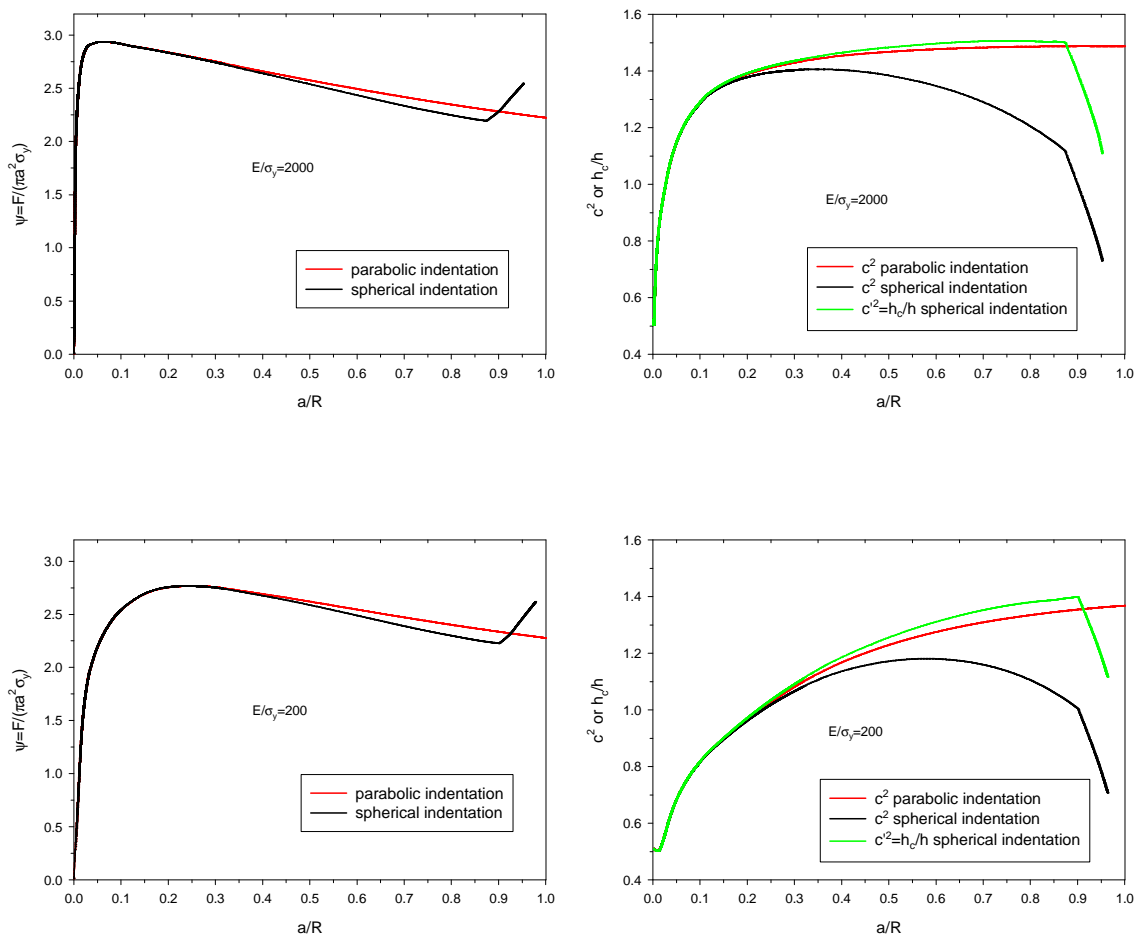 ψ=F/(πa²σy)
3.0
2.5
2.0
1.5
1.0
0.5
0.0
E/σy=2000
parabolic indentation
spherical indentation
0.0 0.1 0.2 0.3 0.4 0.5 0.6 0.7 0.8 0.9 1.0
a/R
c² or hc/h
1.6
1.4
1.2
1.0
0.8
0.6
0.4
E/σy=2000
c² parabolic indentation
c² spherical indentation
c'²=hc/h spherical indentation
0.0 0.1 0.2 0.3 0.4 0.5 0.6 0.7 0.8 0.9 1.0
a/R
ψ=F/(πa²σy)
3.0
2.5
2.0
1.5
1.0
0.5
0.0
E/σy=200
parabolic indentation
spherical indentation
0.0 0.1 0.2 0.3 0.4 0.5 0.6 0.7 0.8 0.9 1.0
a/R
c² or hc/h
1.6
1.4
1.2
1.0
0.8
0.6
0.4
E/σy=200
c² parabolic indentation
c² spherical indentation
c'²=hc/h spherical indentation
0.0 0.1 0.2 0.3 0.4 0.5 0.6 0.7 0.8 0.9 1.0
a/R